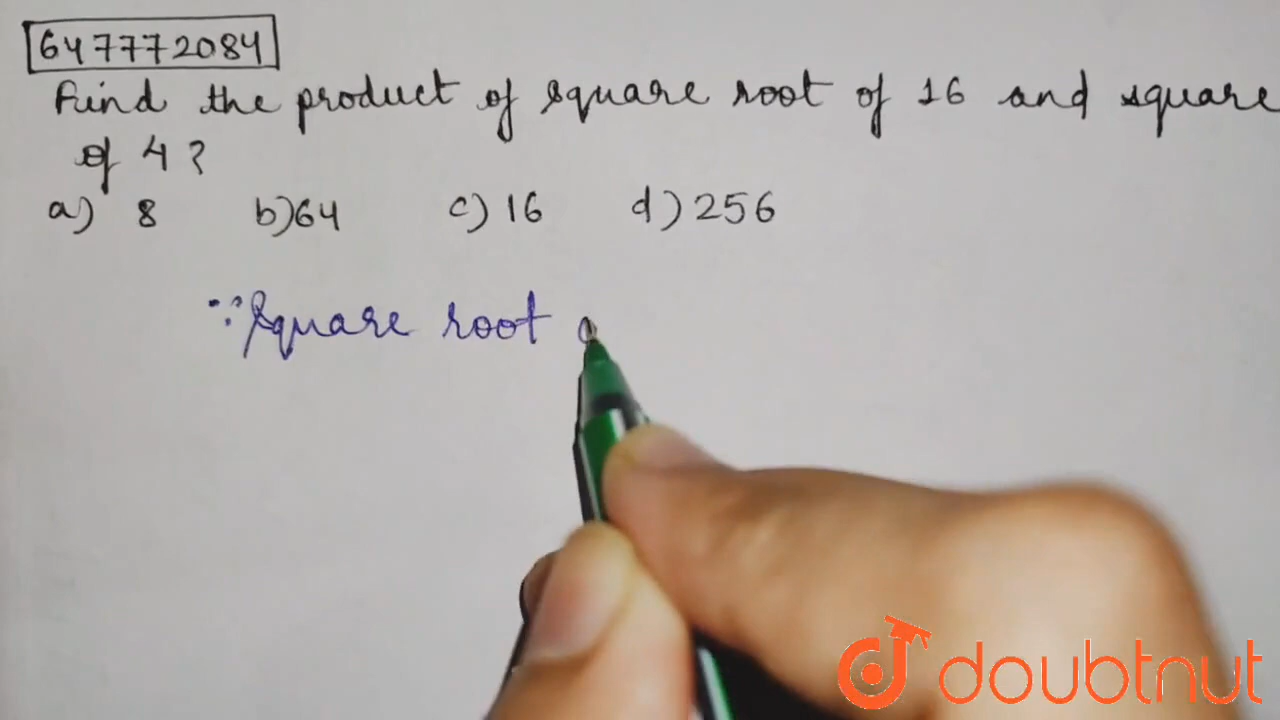 647772084
Find the product of square root of 16 and square
of 4?
a) 8 b)64 c) 16 d) 256
∵ Square root o
doubtnut